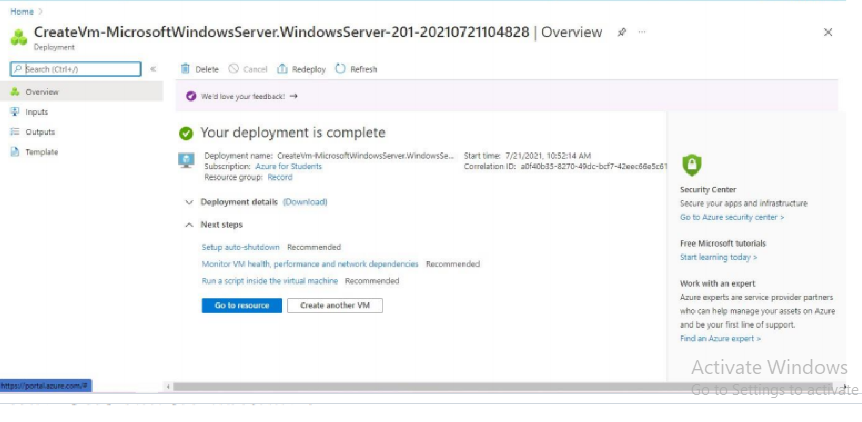 Home >
CreateVm-MicrosoftWindowsServer.WindowsServer-201-20210721104828 | Overview ...
Deployment
Search (Ctrl+/) «
Delete Cancel Redeploy Refresh
Overview
Inputs
Outputs
Template
We'd love your feedback! →
Your deployment is complete
Deployment name: CreateVm-MicrosoftWindowsServer.WindowsSe...
Subscription: Azure for Students
Resource group: Record
Start time: 7/21/2021, 10:52:14 AM
Correlation ID: a0f40b35-8270-49dc-bcf7-42eec66e5c61
Deployment details (Download)
Next steps
Setup auto-shutdown Recommended
Monitor VM health, performance and network dependencies Recommended
Run a script inside the virtual machine Recommended
Go to resource Create another VM
Security Center
Secure your apps and infrastructure
Go to Azure security center >
Free Microsoft tutorials
Start learning today >
Work with an expert
Azure experts are service provider partners
who can help manage your assets on Azure
and be your first line of support.
Find an Azure expert >
Activate Windows
Go to Settings to activate
https://portal.azure.com/#